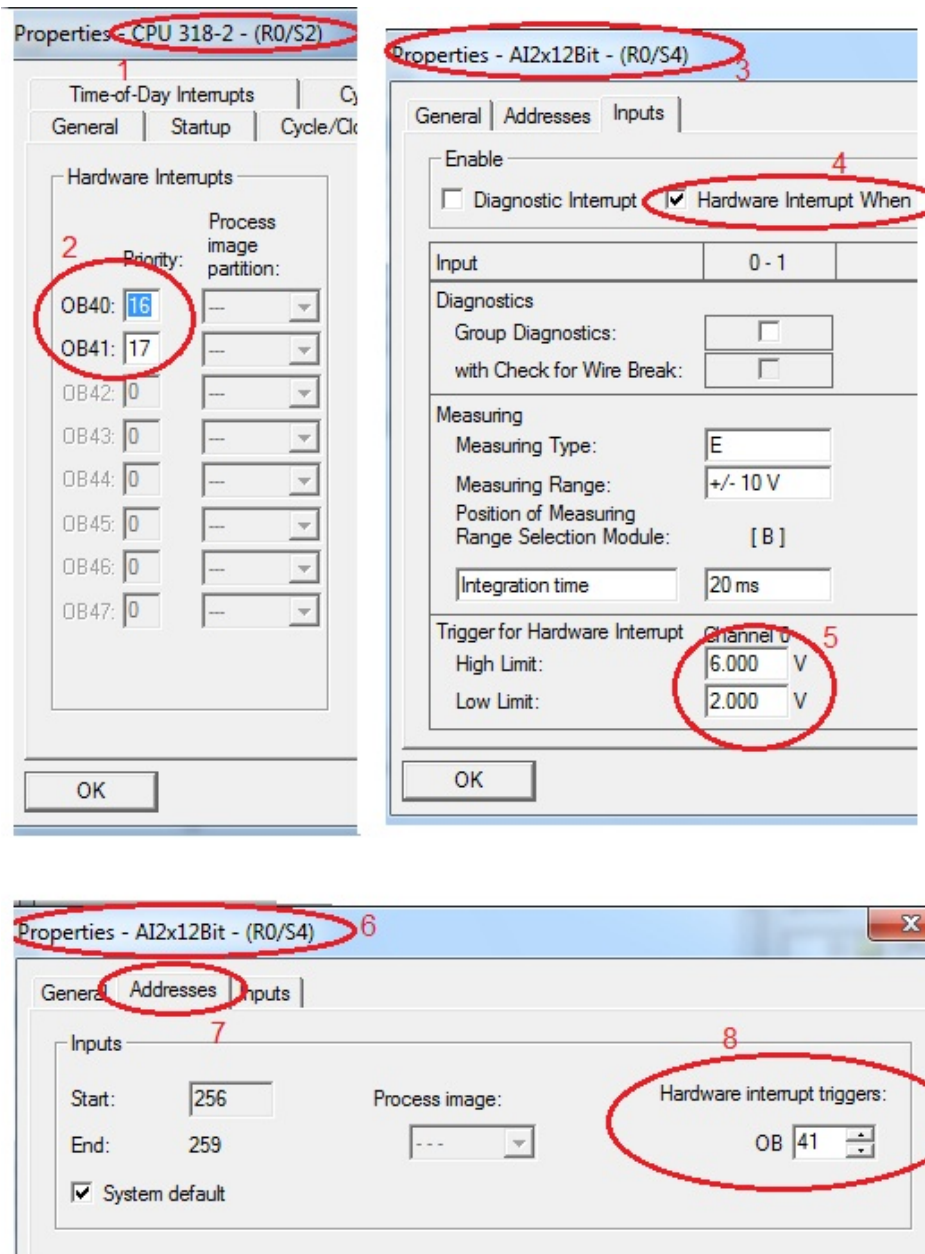 Properties - CPU 318-2 - (R0/S2)
1
Time-of-Day Interrupts
General Startup
Hardware Interrupts
2
Priority:
Process
image
partition:
OB40: 16 ---
OB41: 17 ---
OB42: 0 ---
OB43: 0 ---
OB44: 0 ---
OB45: 0 ---
OB46: 0 ---
OB47: 0 ---
OK
Properties - AI2x12Bit - (R0/S4)
3
General Addresses Inputs
Enable
4
Diagnostic Interrupt Hardware Interrupt When
Input 0 - 1
Diagnostics
Group Diagnostics:
with Check for Wire Break:
Measuring
Measuring Type: E
Measuring Range: +/- 10 V
Position of Measuring
Range Selection Module: [ B ]
Integration time 20 ms
Trigger for Hardware Interrupt Channel 0
5
High Limit: 6.000 V
Low Limit: 2.000 V
OK
Properties - AI2x12Bit - (R0/S4) 6
x
General Addresses Inputs
7
Inputs
8
Start: 256 Process image: Hardware interrupt triggers:
End: 259 --- OB 41
System default